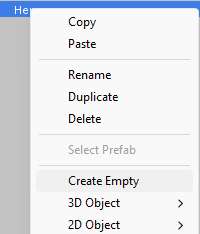 Copy
Paste
Rename
Duplicate
Delete
Select Prefab
Create Empty
3D Object
2D Object